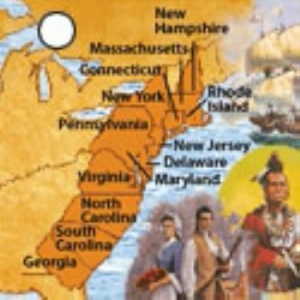 New
Hampshire
Massachusetts
Connecticut
New York
Rhode
Island
Pennsylvania
New Jersey
Delaware
Virginia
Maryland
North
Carolina
South
Carolina
Georgia